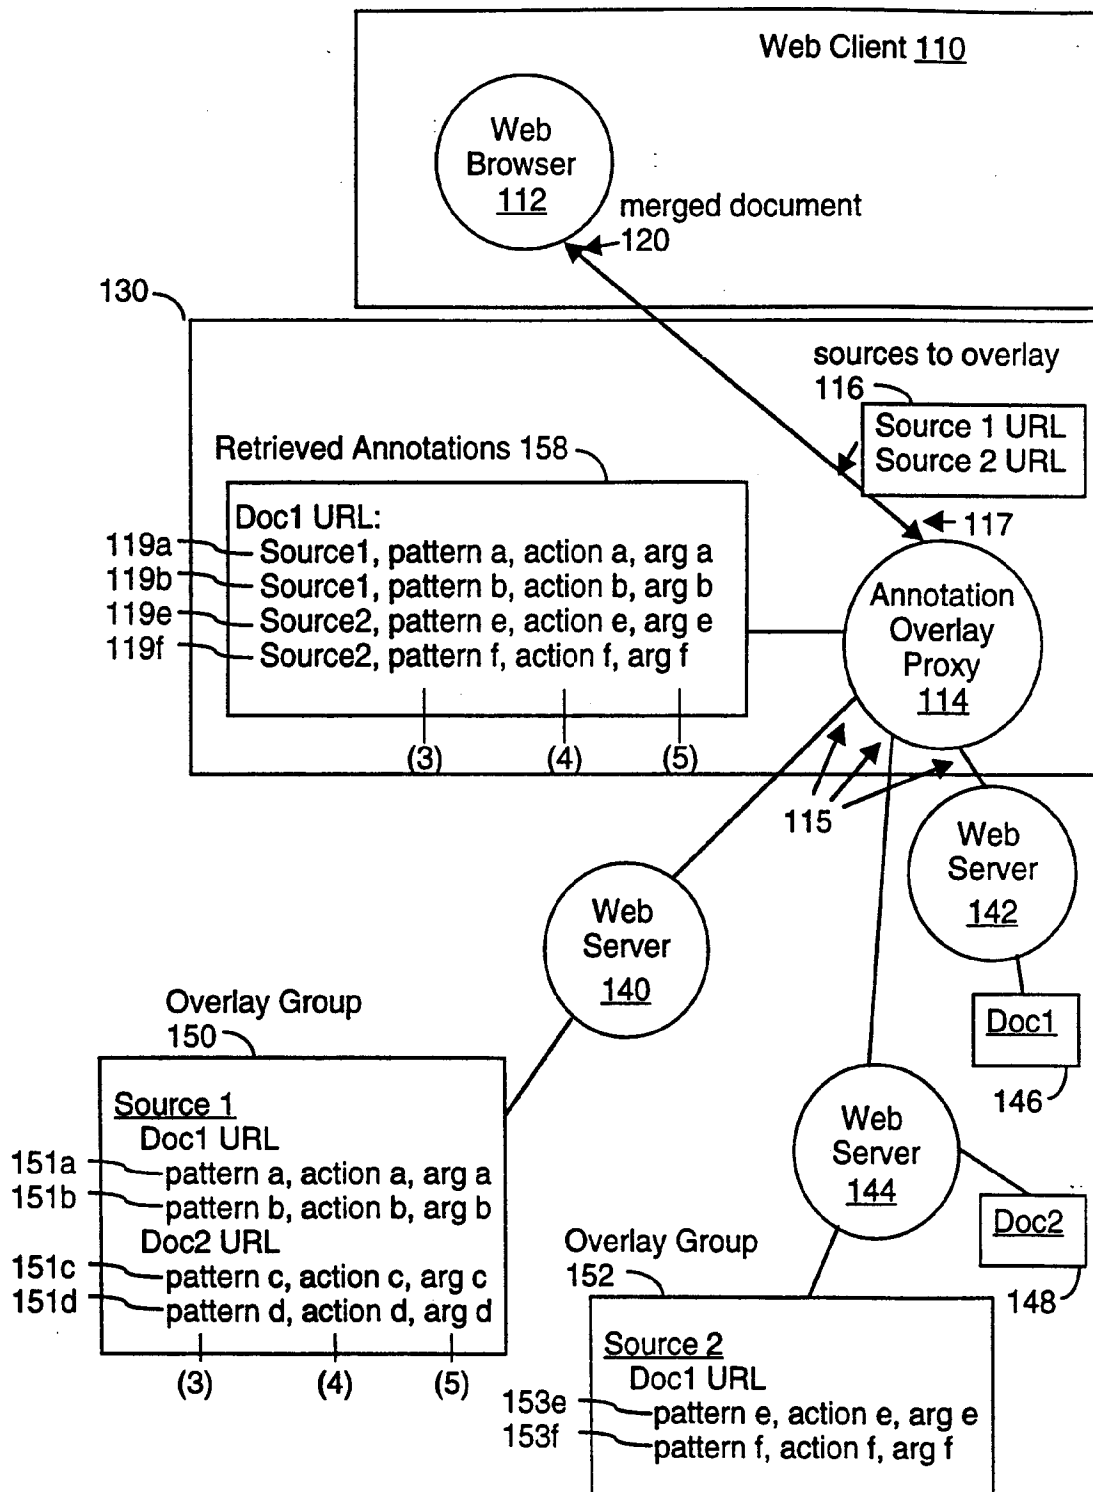 Web Client 110
Web
Browser
112
merged document
120
130
sources to overlay
116
Source 1 URL
Source 2 URL
Retrieved Annotations 158
117
Doc1 URL:
119a
Source1, pattern a, action a, arg a
119b
Source1, pattern b, action b, arg b
119e
Source2, pattern e, action e, arg e
119f
Source2, pattern f, action f, arg f
Annotation
Overlay
Proxy
114
(3) (4) (5)
115
Web
Server
142
Web
Server
140
Doc1
146
Overlay Group
150
Source 1
Doc1 URL
151a
pattern a, action a, arg a
151b
pattern b, action b, arg b
Doc2 URL
151c
pattern c, action c, arg c
151d
pattern d, action d, arg d
(3) (4) (5)
Web
Server
144
Doc2
148
Overlay Group
152
Source 2
Doc1 URL
153e
pattern e, action e, arg e
153f
pattern f, action f, arg f